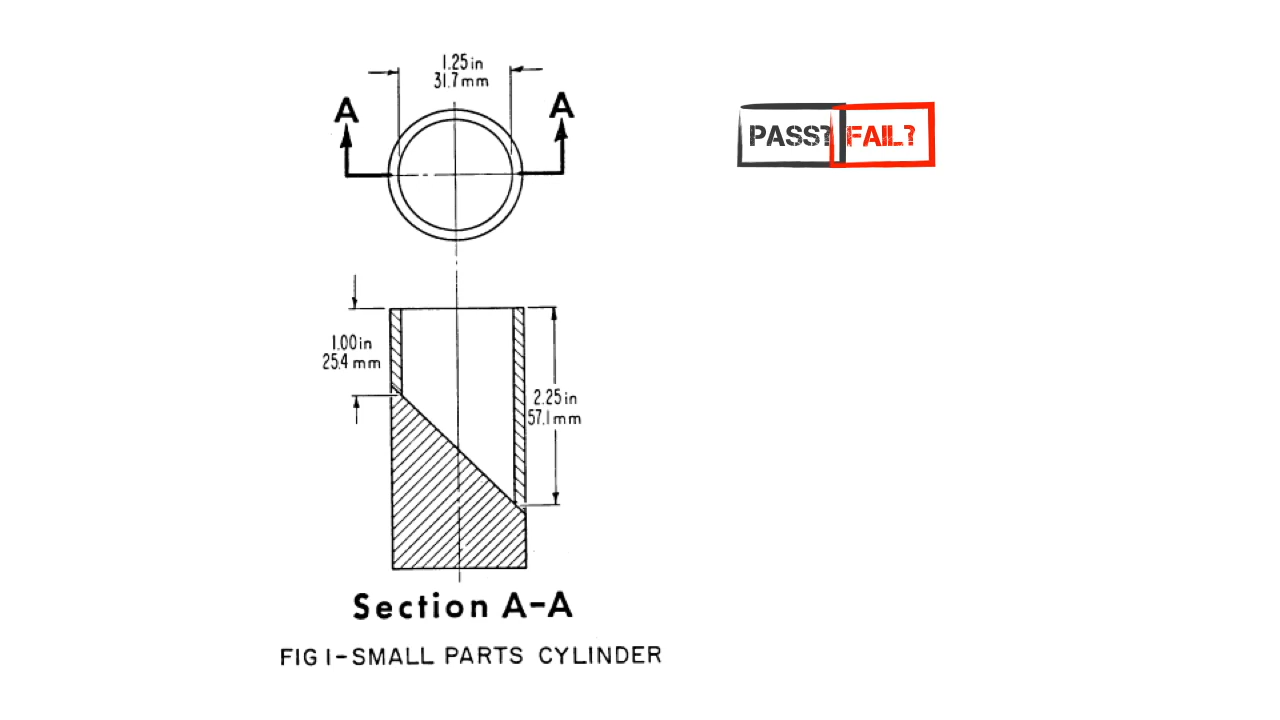 1.25 in
31.7 mm
A A
PASS? FAIL?
1.00 in
25.4 mm
2.25 in
57.1 mm
Section A-A
FIG 1-SMALL PARTS CYLINDER